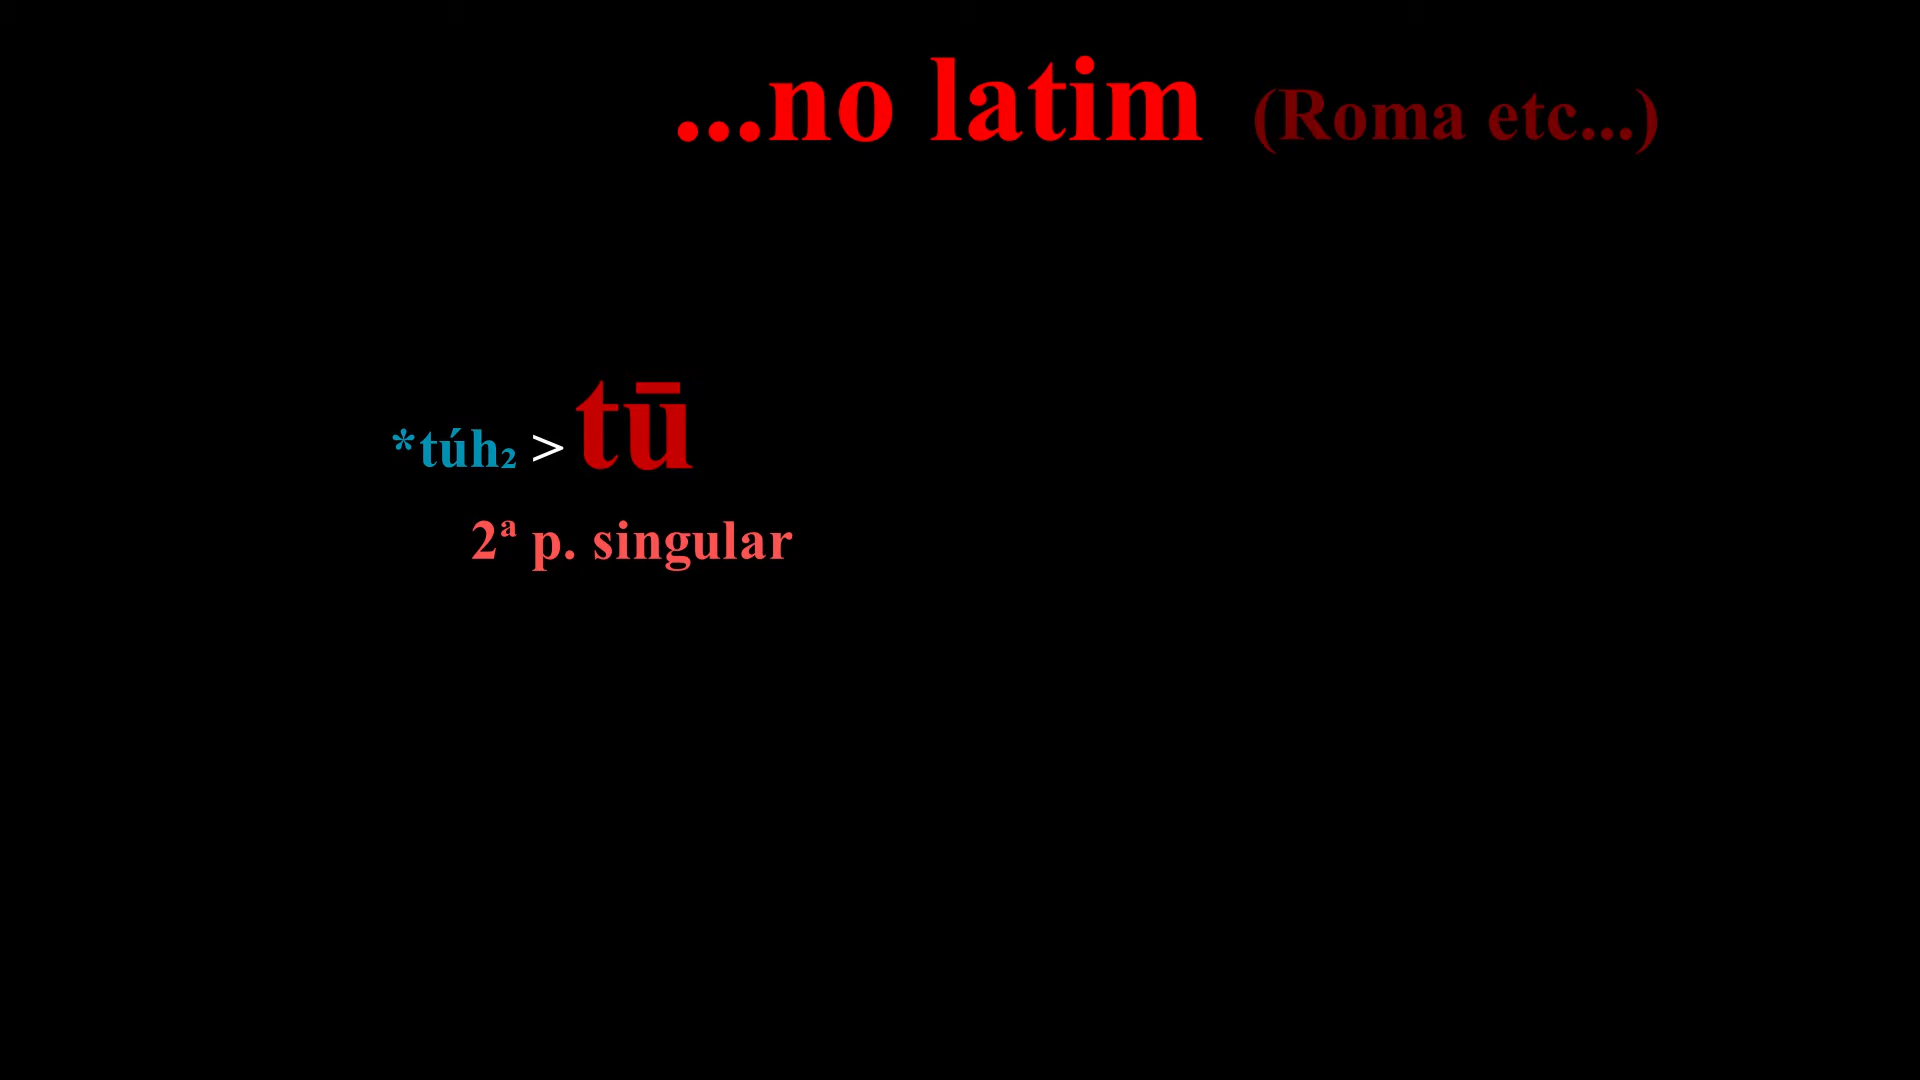 ...no latim (Roma etc...)
*túh₂ > tū
2ª p. singular